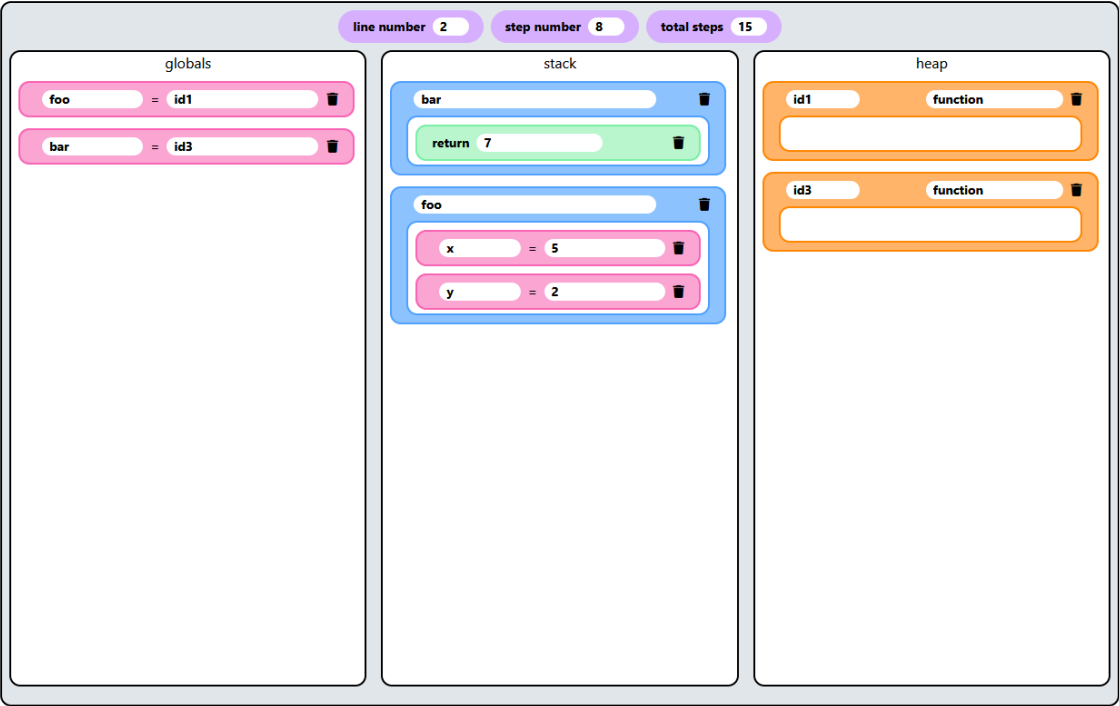 line number 2 step number 8 total steps 15
globals
foo = id1
bar = id3
stack
bar
return 7
foo
x = 5
y = 2
heap
id1 function
id3 function